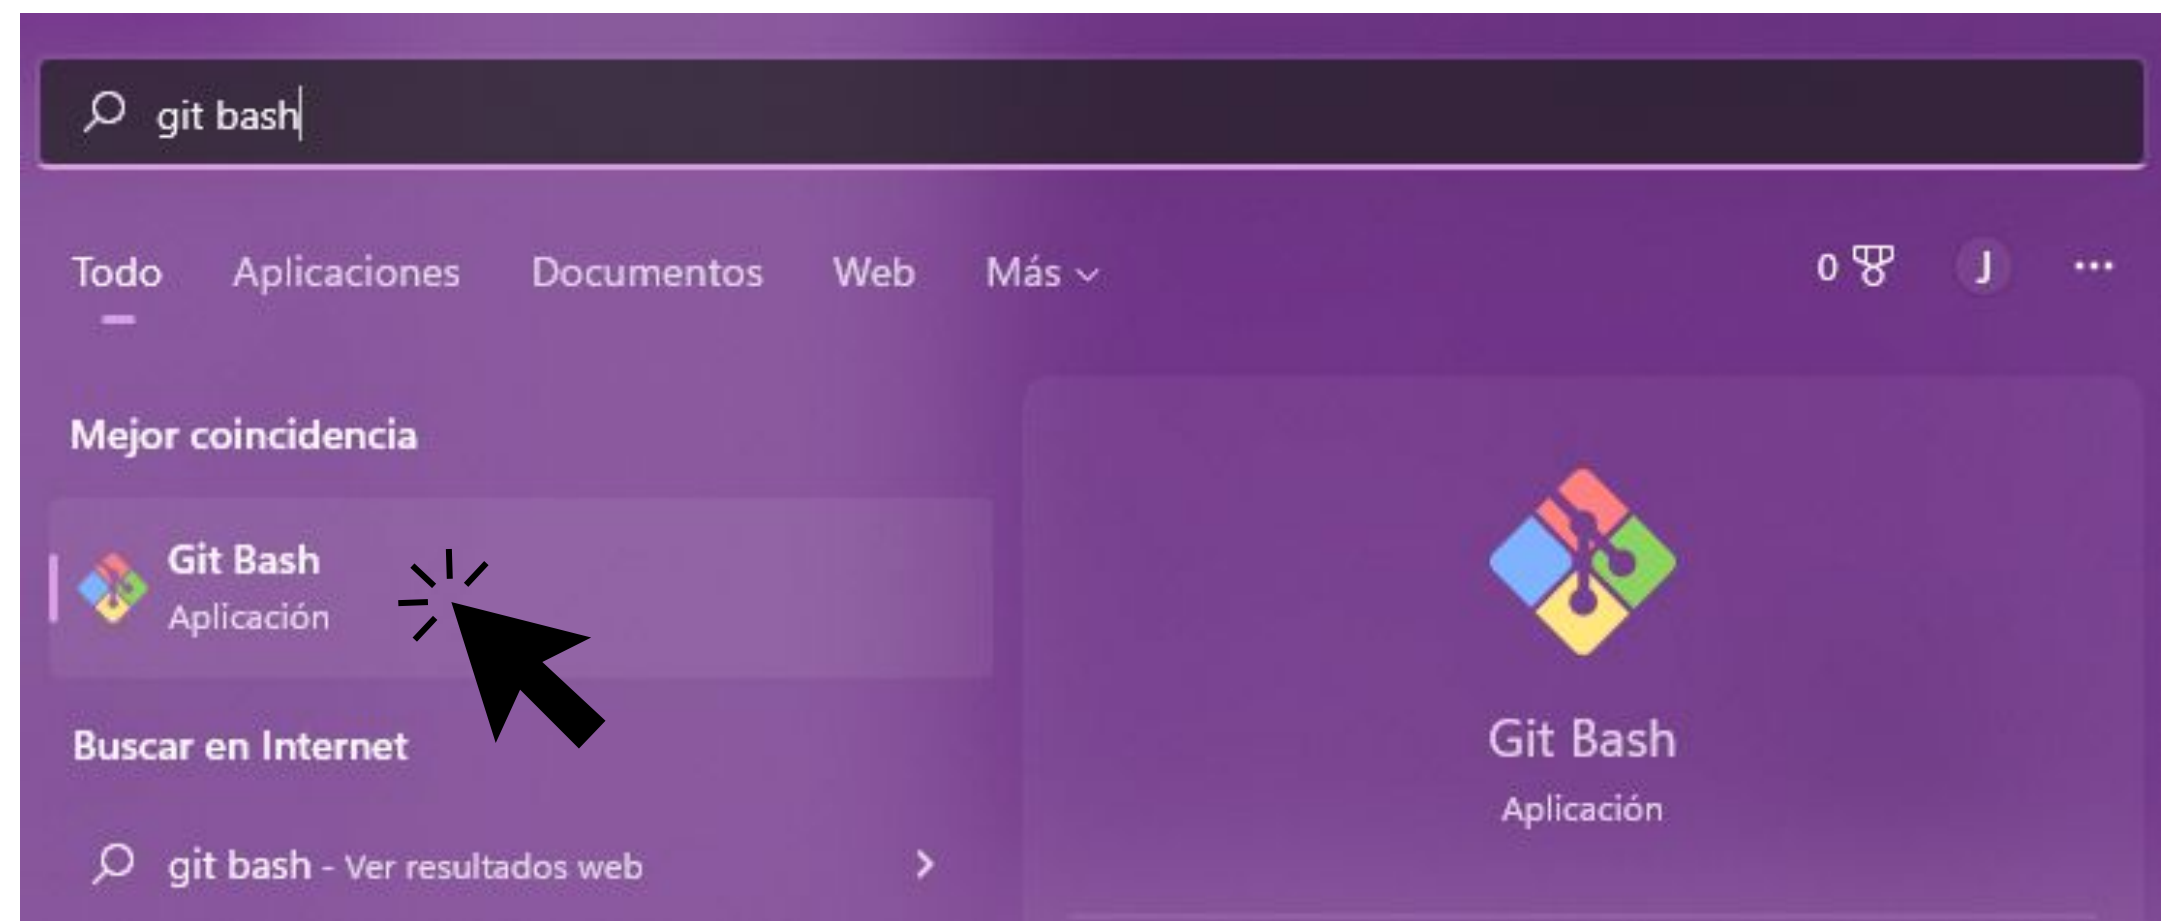 git bash
Todo Aplicaciones Documentos Web Más 0 J ...
Mejor coincidencia
Git Bash
Aplicación
Buscar en Internet
git bash - Ver resultados web
Git Bash
Aplicación